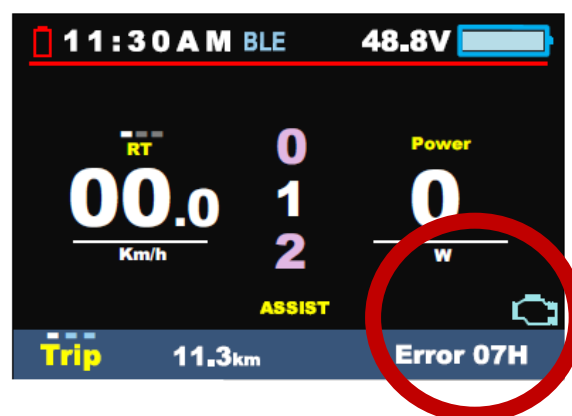 11:30AM BLE 48.8V
RT 0 Power
00.0 1 0
Km/h 2 W
ASSIST
Trip 11.3km Error 07H